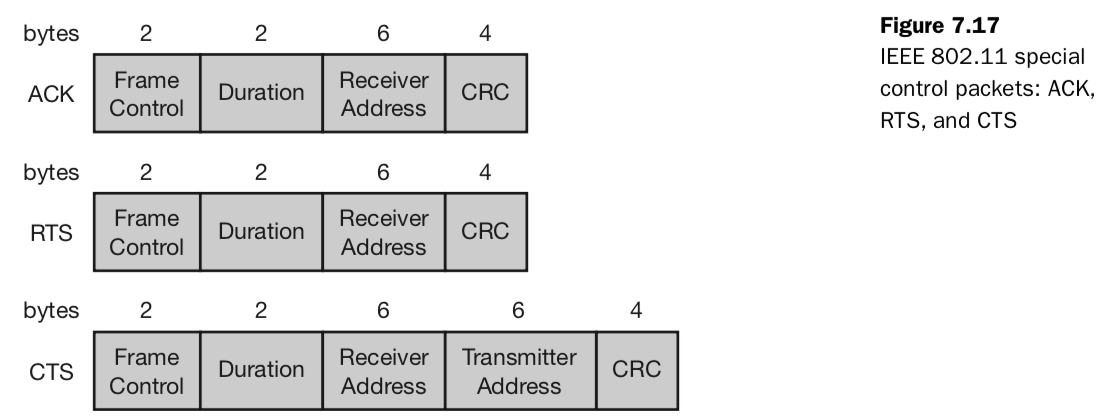 bytes 2 2 6 4
ACK Frame Control Duration Receiver Address CRC
bytes 2 2 6 4
RTS Frame Control Duration Receiver Address CRC
bytes 2 2 6 6 4
CTS Frame Control Duration Receiver Address Transmitter Address CRC
Figure 7.17
IEEE 802.11 special
control packets: ACK,
RTS, and CTS